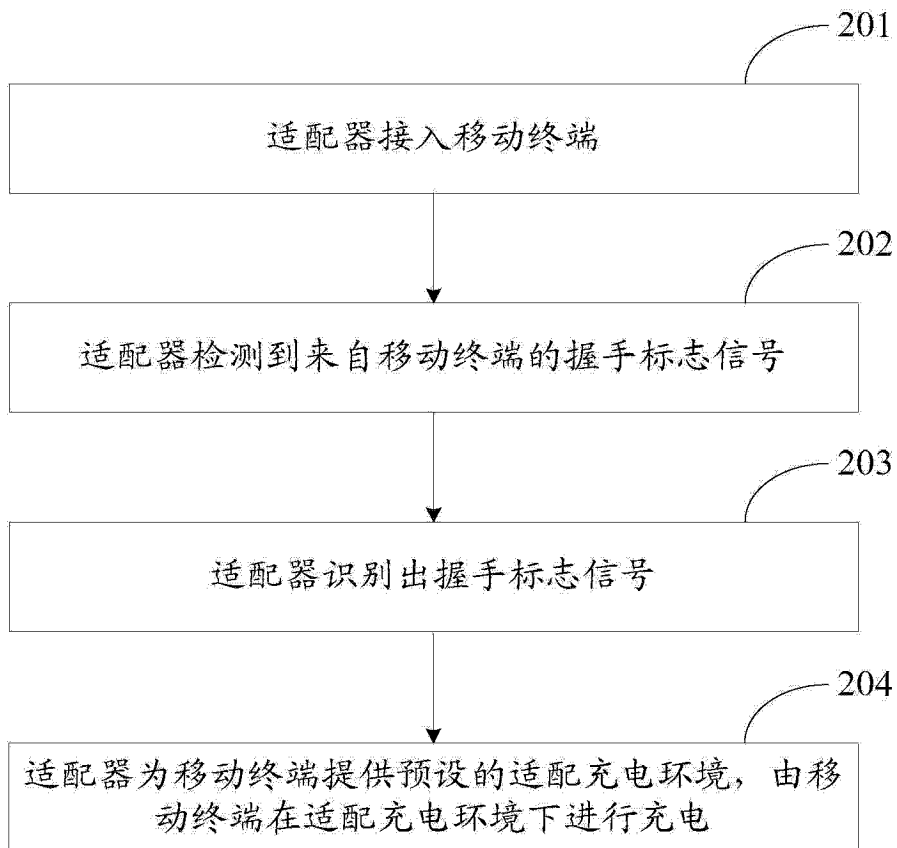 201
适配器接入移动终端
202
适配器检测到来自移动终端的握手标志信号
203
适配器识别出握手标志信号
204
适配器为移动终端提供预设的适配充电环境，由移
动终端在适配充电环境下进行充电